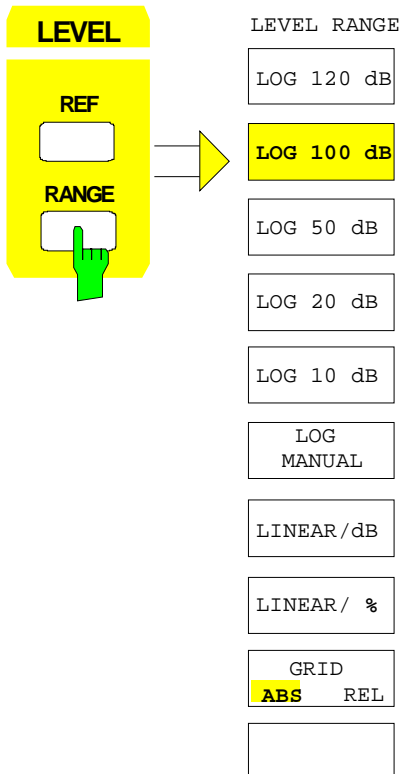 LEVEL
REF
RANGE
LEVEL RANGE
LOG 120 dB
LOG 100 dB
LOG 50 dB
LOG 20 dB
LOG 10 dB
LOG
MANUAL
LINEAR/dB
LINEAR/ %
GRID
ABS REL